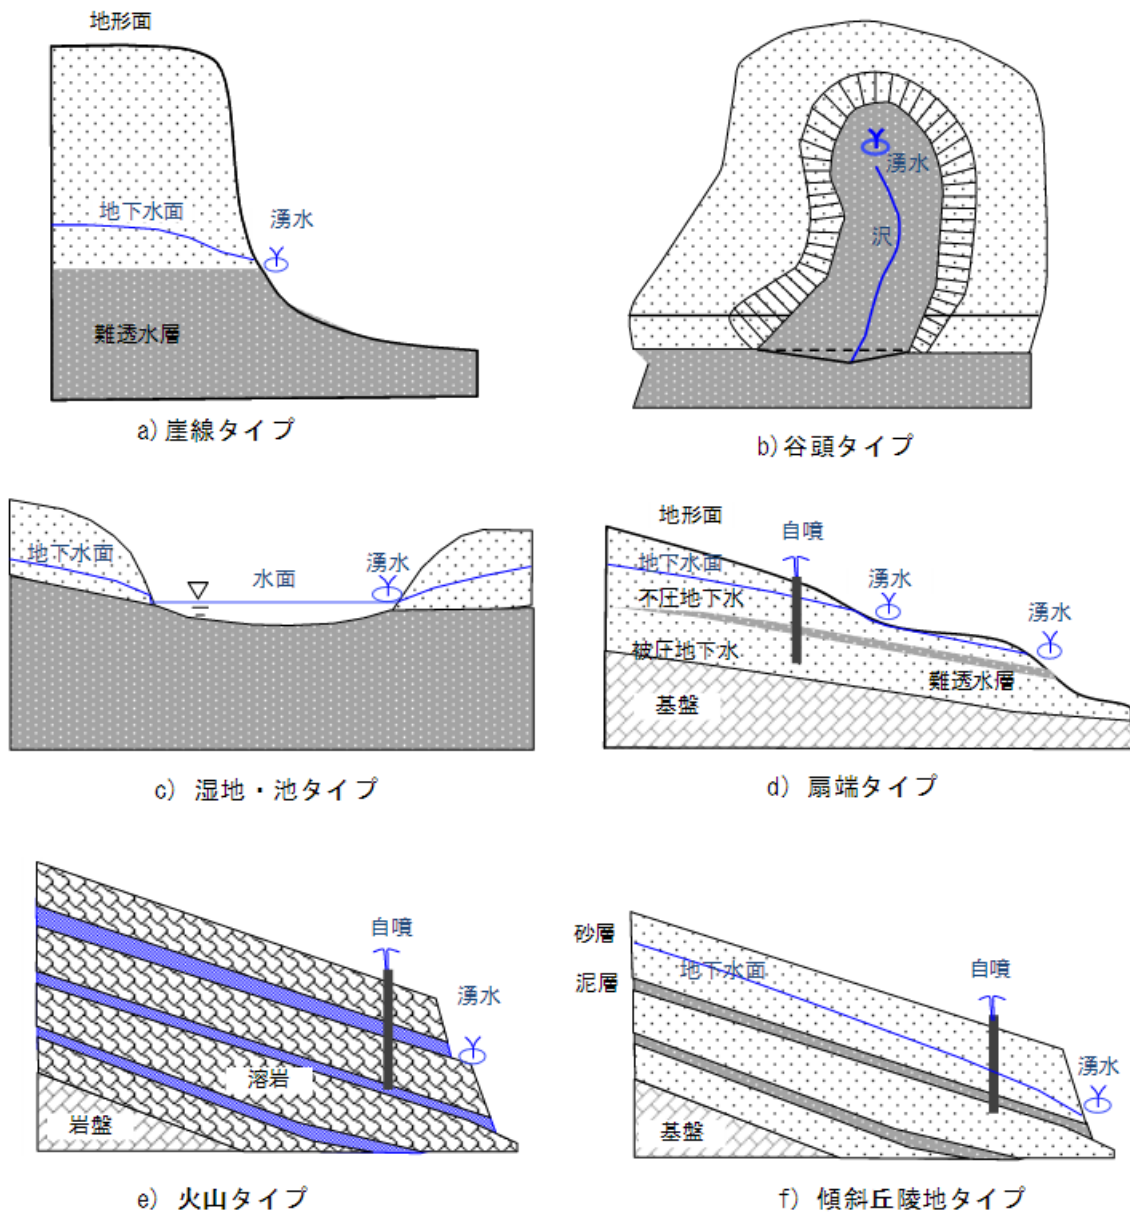 地形面
地下水面
湧水
難透水層
a)崖線タイプ
湧水
沢
b)谷頭タイプ
地下水面
水面
湧水
c) 湿地・池タイプ
地形面
自噴
地下水面
湧水
不圧地下水
湧水
被圧地下水
難透水層
基盤
d) 扇端タイプ
自噴
湧水
溶岩
岩盤
e) 火山タイプ
砂層
地下水面
自噴
泥層
湧水
基盤
f) 傾斜丘陵地タイプ